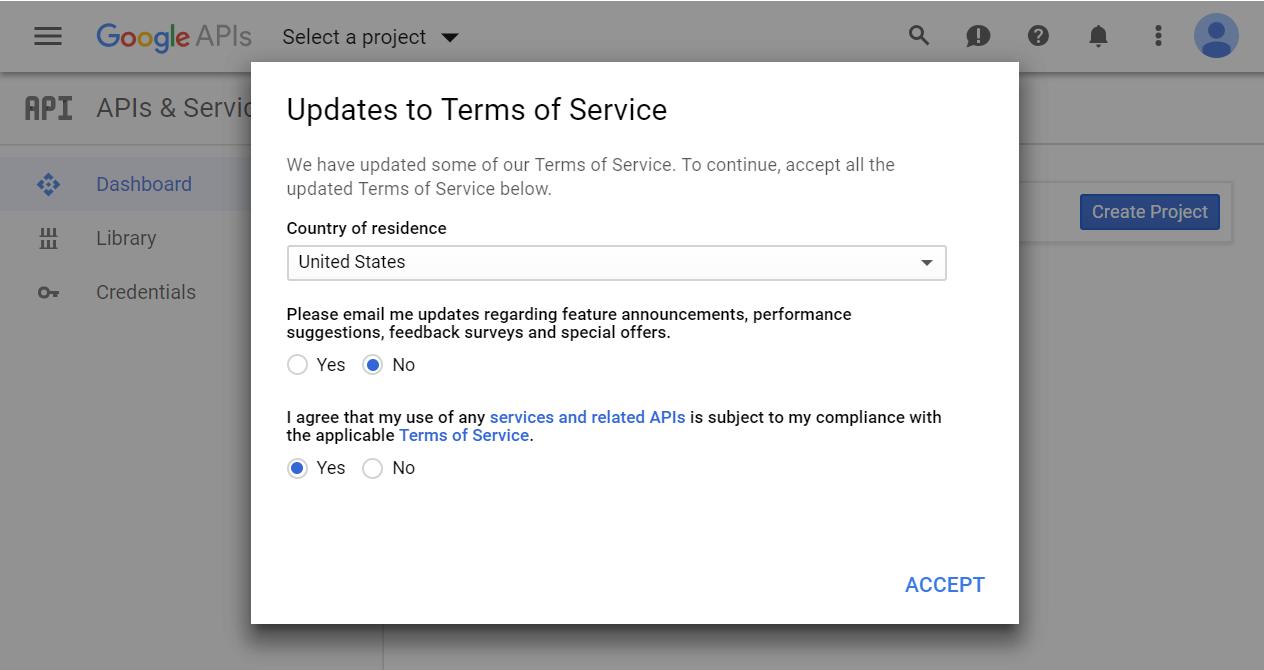 Google APIs Select a project
API APIs & Servic
Dashboard
Library
Credentials
Create Project
Updates to Terms of Service
We have updated some of our Terms of Service. To continue, accept all the
updated Terms of Service below.
Country of residence
United States
Please email me updates regarding feature announcements, performance
suggestions, feedback surveys and special offers.
Yes No
I agree that my use of any services and related APIs is subject to my compliance with
the applicable Terms of Service.
Yes No
ACCEPT